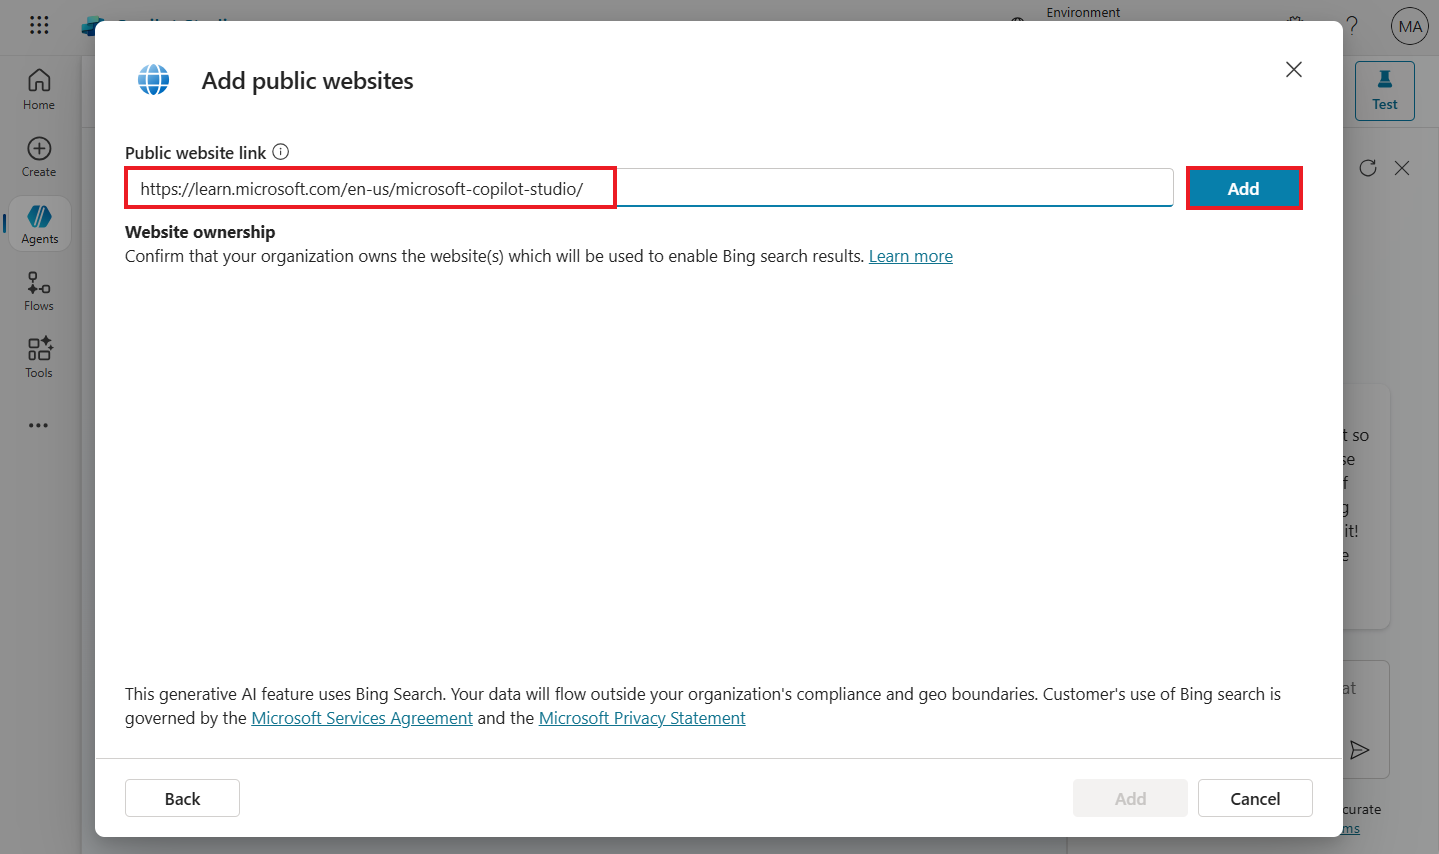 Environment
MA
Add public websites
Home
Test
Public website link
Create
https://learn.microsoft.com/en-us/microsoft-copilot-studio/
Add
Website ownership
Agents
Confirm that your organization owns the website(s) which will be used to enable Bing search results. Learn more
Flows
Tools
so
it!
This generative AI feature uses Bing Search. Your data will flow outside your organization's compliance and geo boundaries. Customer's use of Bing search is
governed by the Microsoft Services Agreement and the Microsoft Privacy Statement
Back
Add
Cancel